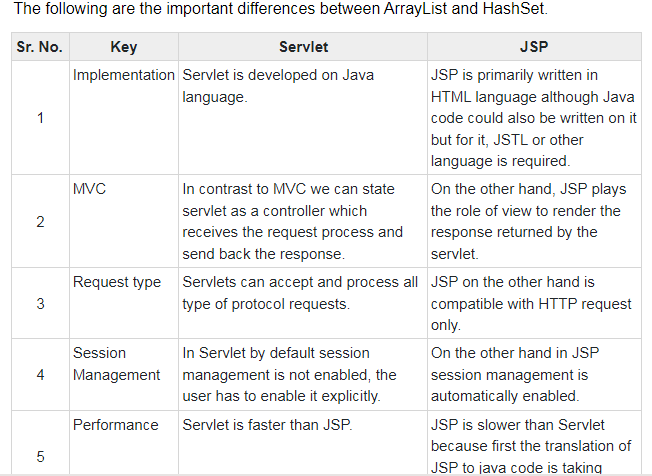 The following are the important differences between ArrayList and HashSet.
Sr. No. Key Servlet JSP
1
Implementation
Servlet is developed on Java
language.
JSP is primarily written in
HTML language although Java
code could also be written on it
but for it, JSTL or other
language is required.
2
MVC
In contrast to MVC we can state
servlet as a controller which
receives the request process and
send back the response.
On the other hand, JSP plays
the role of view to render the
response returned by the
servlet.
3
Request type
Servlets can accept and process all
type of protocol requests.
JSP on the other hand is
compatible with HTTP request
only.
4
Session
Management
In Servlet by default session
management is not enabled, the
user has to enable it explicitly.
On the other hand in JSP
session management is
automatically enabled.
5
Performance
Servlet is faster than JSP.
JSP is slower than Servlet
because first the translation of
JSP to java code is taking